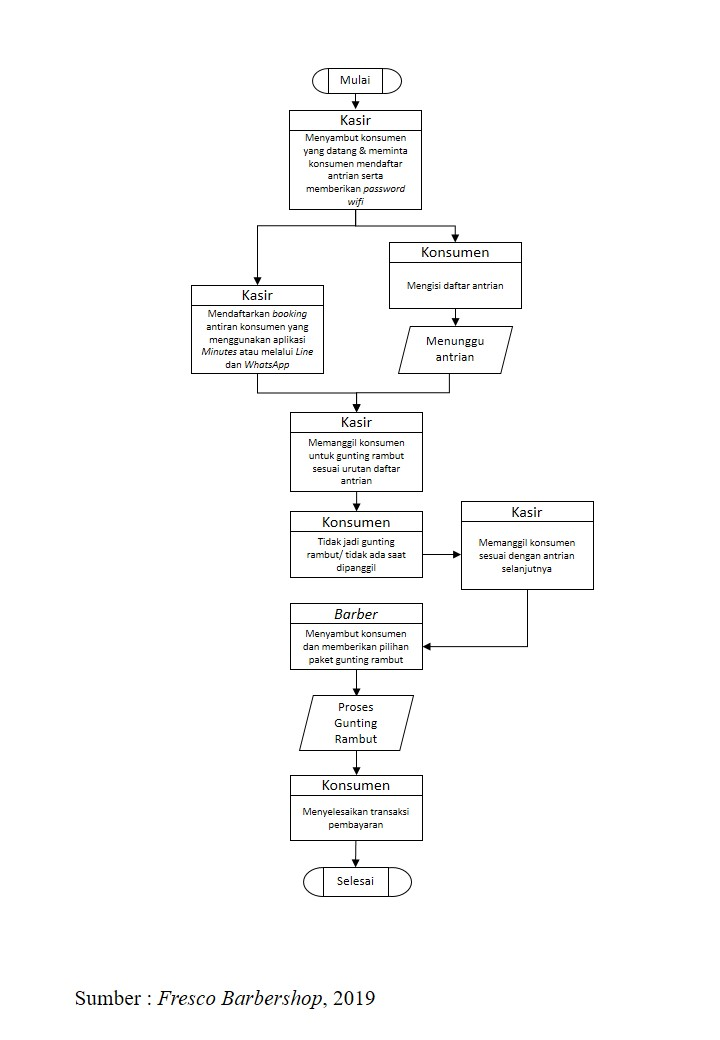 Mulai
Kasir
Menyambut konsumen
yang datang & meminta
konsumen mendaftar
antrian serta
memberikan password
wifi
Konsumen
Mengisi daftar antrian
Kasir
Mendaftarkan booking
antiran konsumen yang
menggunakan aplikasi
Minutes atau melalui Line
dan WhatsApp
Menunggu
antrian
Kasir
Memanggil konsumen
untuk gunting rambut
sesuai urutan daftar
antrian
Konsumen
Tidak jadi gunting
rambut/ tidak ada saat
dipanggil
Kasir
Memanggil konsumen
sesuai dengan antrian
selanjutnya
Barber
Menyambut konsumen
dan memberikan pilihan
paket gunting rambut
Proses
Gunting
Rambut
Konsumen
Menyelesaikan transaksi
pembayaran
Selesai
Sumber : Fresco Barbershop, 2019